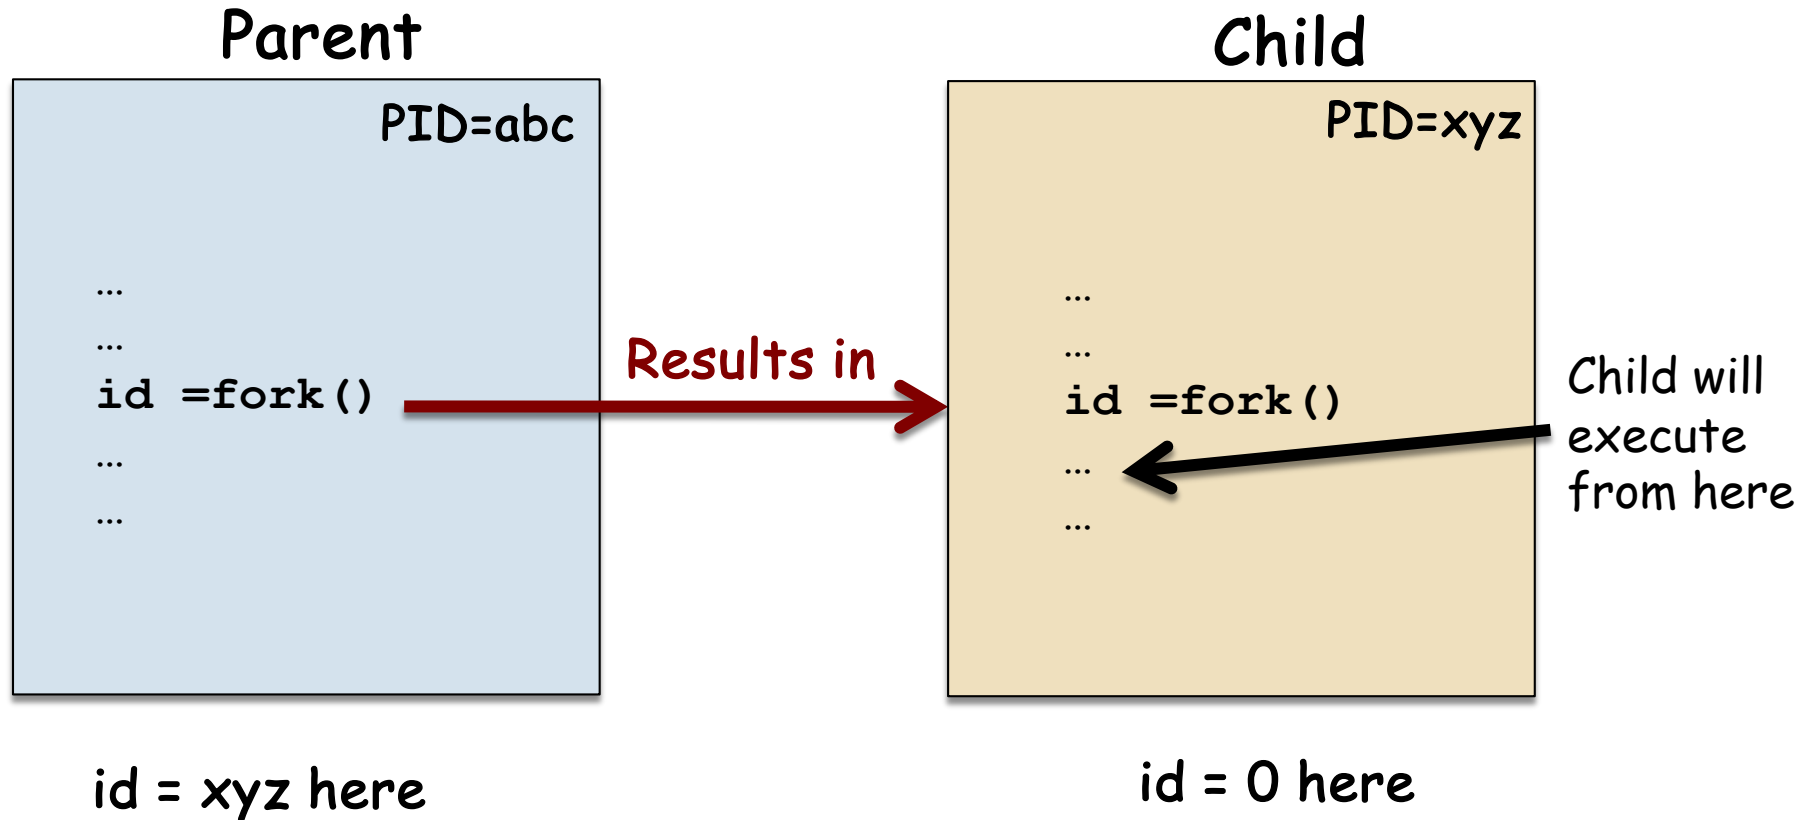 Parent
PID=abc
...
...
id =fork()
...
...
id = xyz here
Results in
Child
PID=xyz
...
...
id =fork()
...
...
Child will
execute
from here
id = 0 here